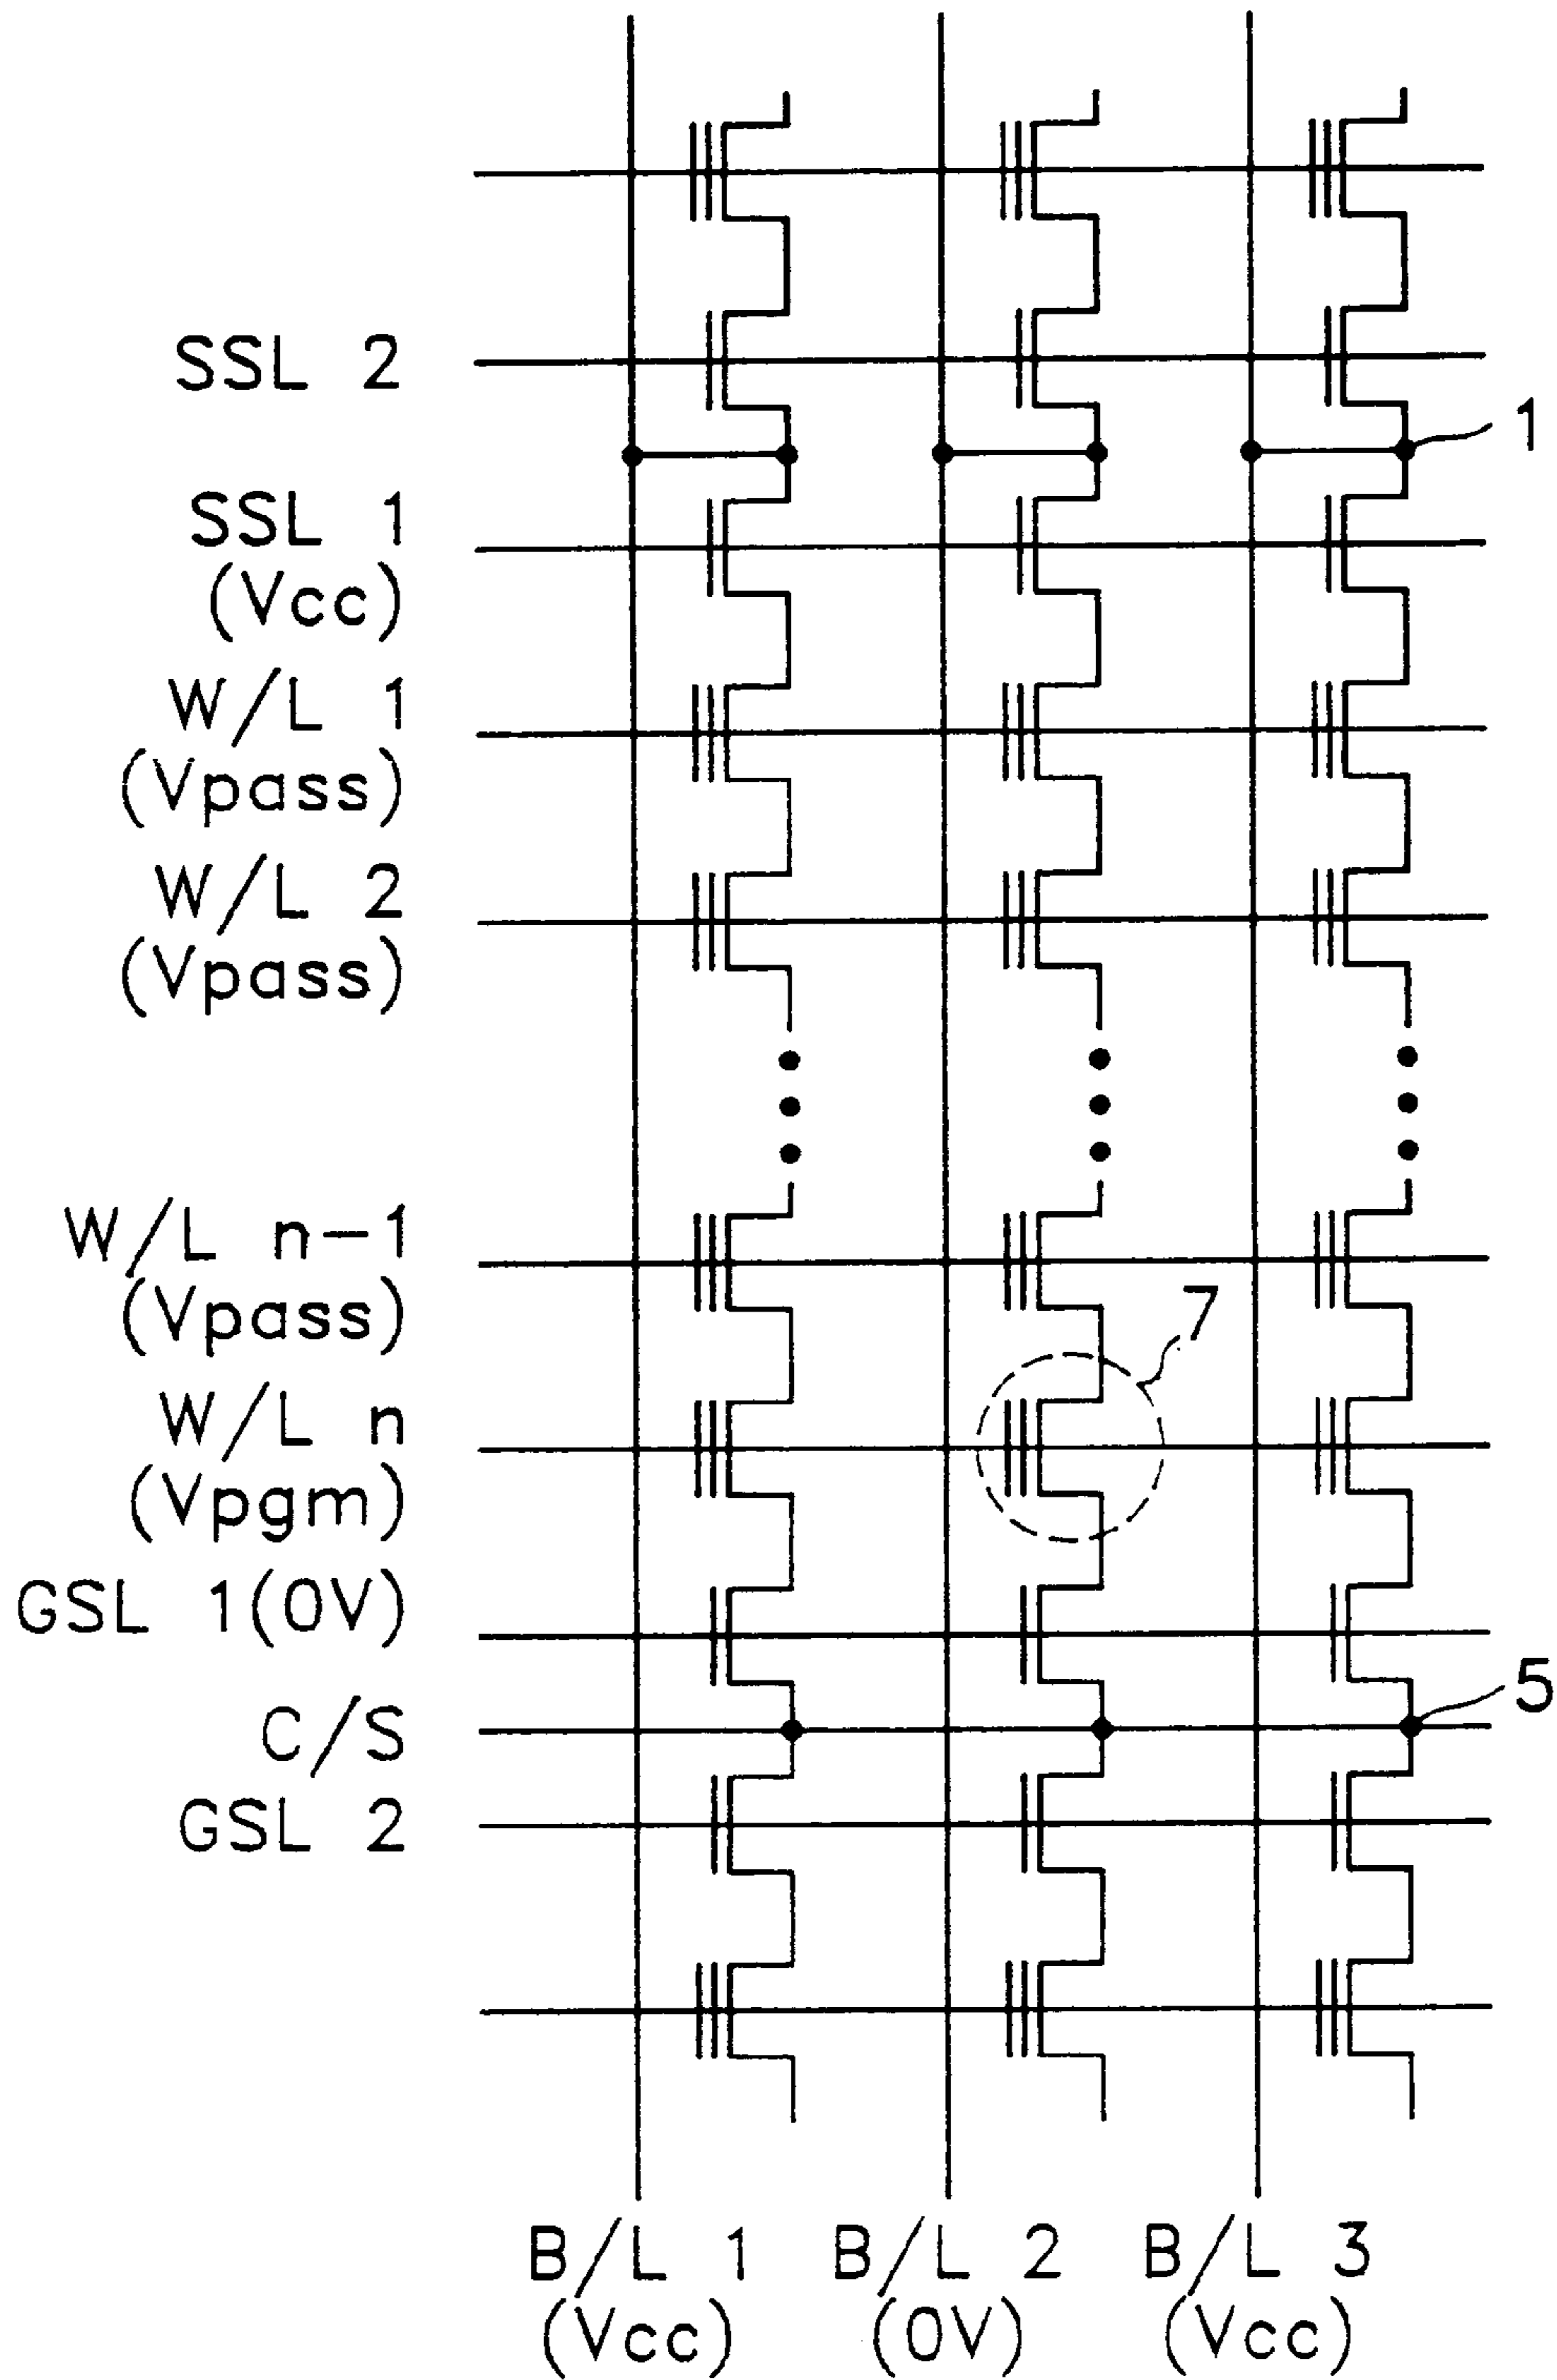 SSL 2
1
SSL 1
(Vcc)
W/L 1
(Vpass)
W/L 2
(Vpass)
W/L n-1
(Vpass)
7
W/L n
(Vpgm)
GSL 1(0V)
5
C/S
GSL 2
B/L 1 B/L 2 B/L 3
(Vcc) (0V) (Vcc)